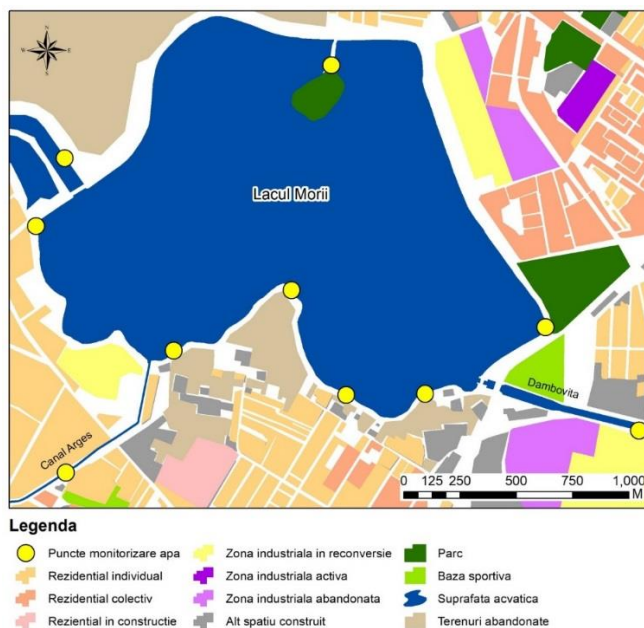 N
W
E
S
Lacul Morii
Dambovita
Canal Arges
0 125 250 500 750 1,000
M
Legenda
Puncte monitorizare apa
Rezidential individual
Rezidential colectiv
Reziential in constructie
Zona industriala in reconversie
Zona industriala activa
Zona industriala abandonata
Alt spatiu construit
Parc
Baza sportiva
Suprafata acvatica
Terenuri abandonate